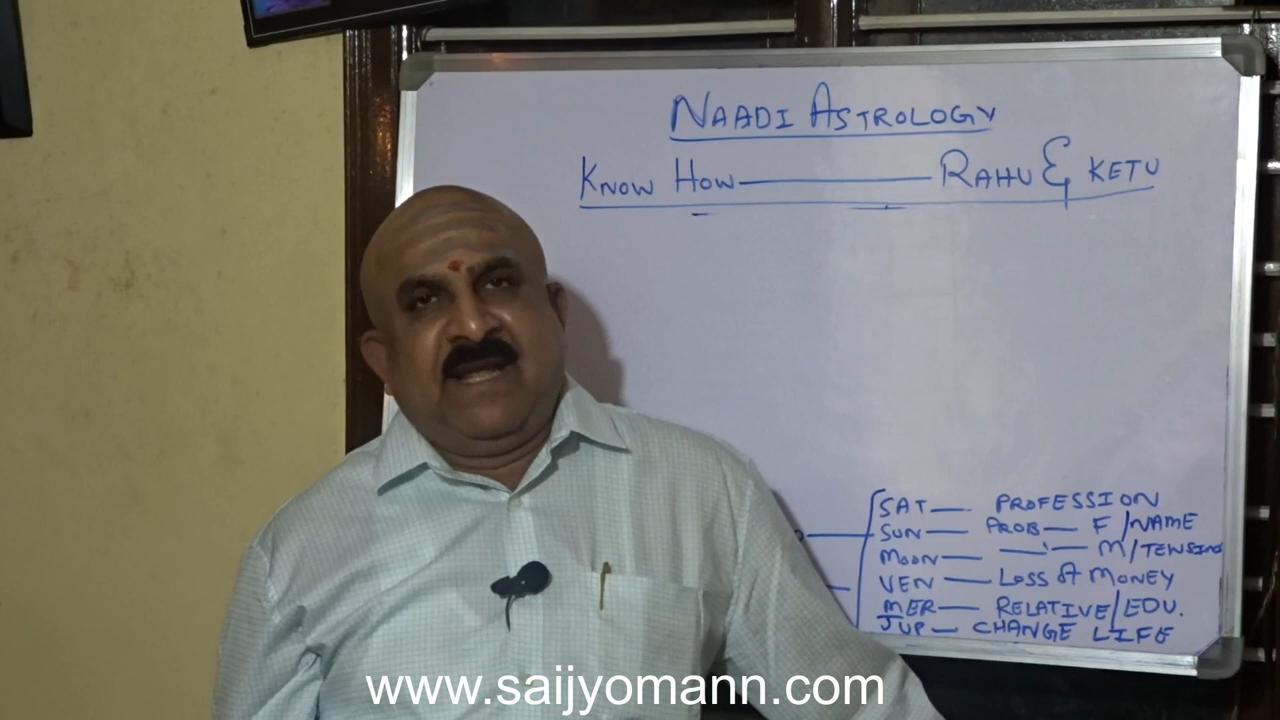 NAADI ASTROLOGY
KNOW HOW — RAHU & KETU
SAT — PROFESSION
SUN — PROB — F/NAME
MOON — —"— M/TENSION
VEN — LOSS OF MONEY
MER — RELATIVE/EDU.
JUP — CHANGE LIFE
www.saijyomann.com